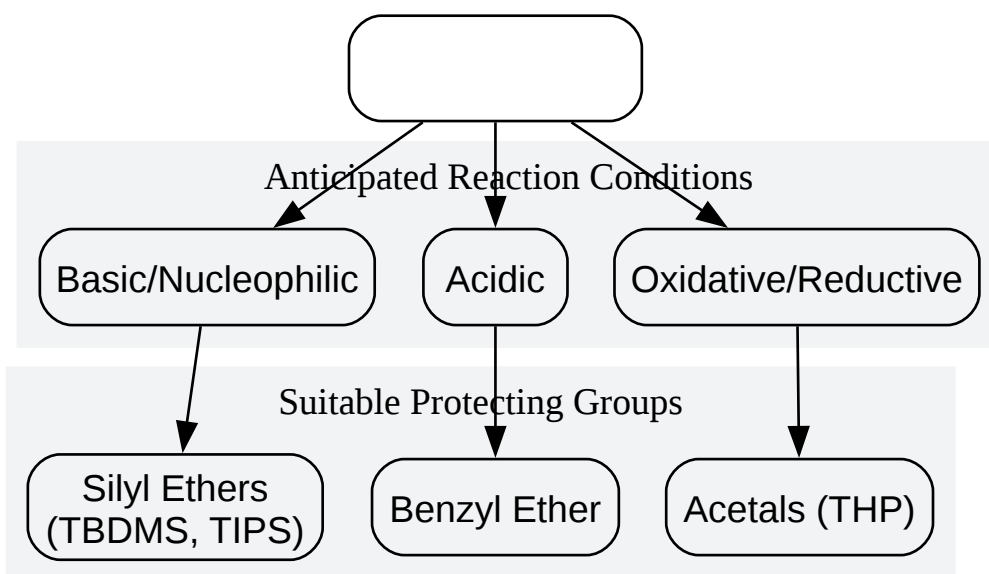 Anticipated Reaction Conditions
Basic/Nucleophilic
Acidic
Oxidative/Reductive
Suitable Protecting Groups
Silyl Ethers
(TBDMS, TIPS)
Benzyl Ether
Acetals (THP)